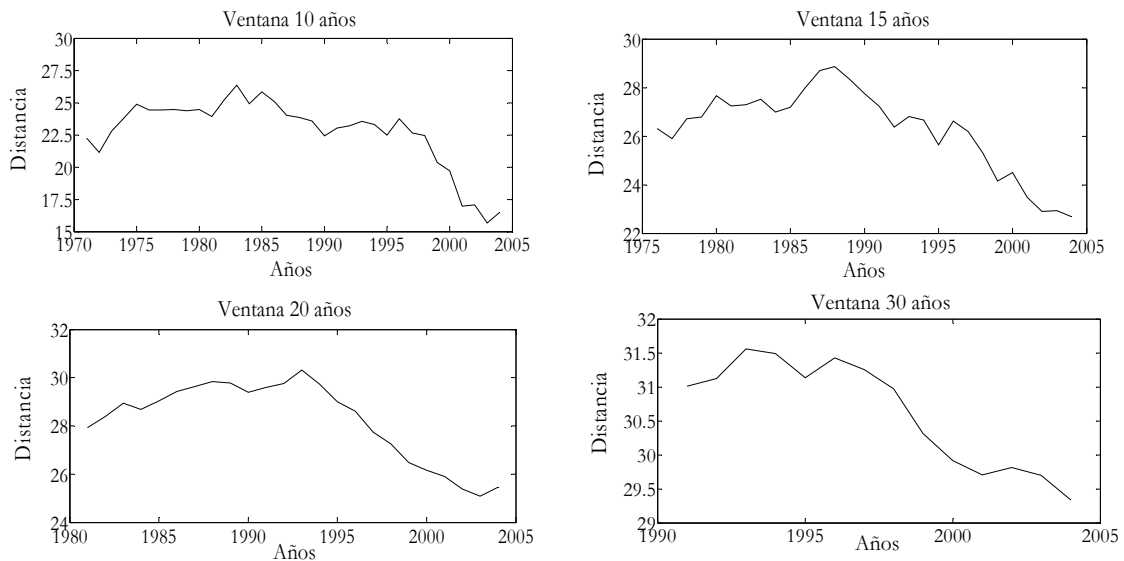 Ventana 10 años
30
27.5
25
22.5
20
17.5
15
Distancia
1970 1975 1980 1985 1990 1995 2000 2005
Años
Ventana 15 años
30
28
26
24
22
Distancia
1975 1980 1985 1990 1995 2000 2005
Años
Ventana 20 años
32
30
28
26
24
Distancia
1980 1985 1990 1995 2000 2005
Años
Ventana 30 años
32
31.5
31
30.5
30
29.5
29
Distancia
1990 1995 2000 2005
Años